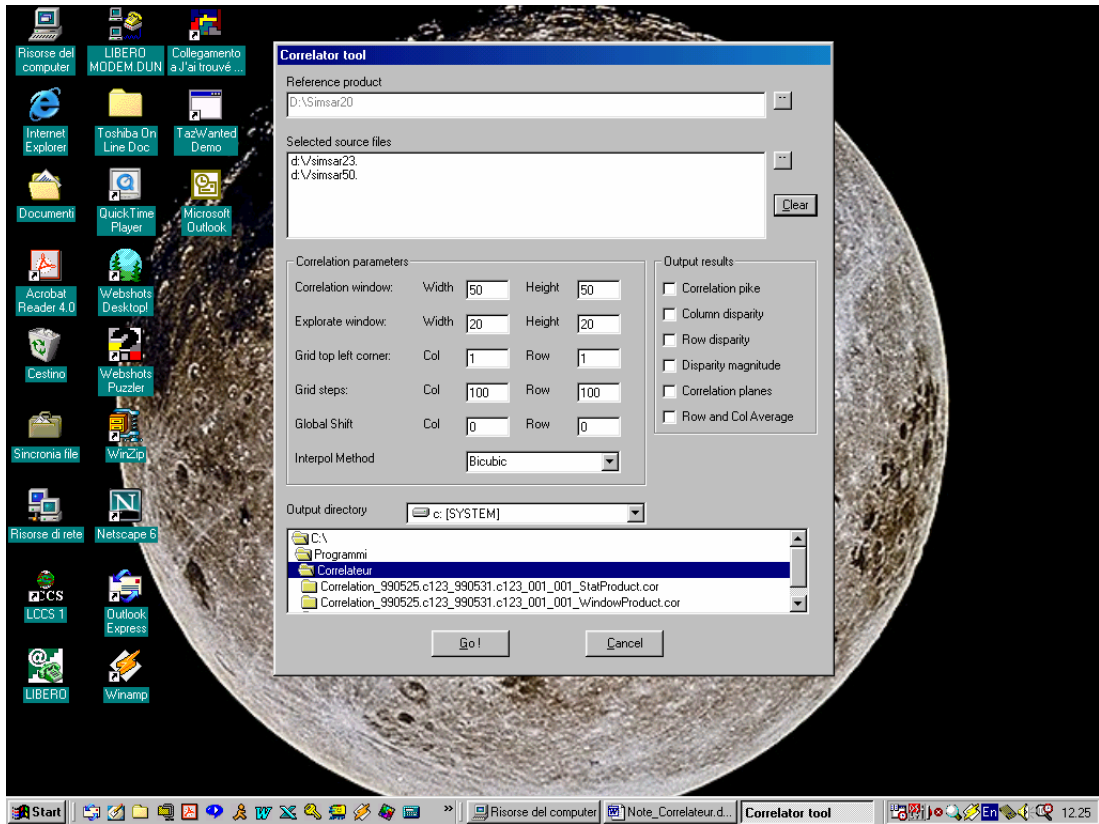 Risore del computer
LIBERO MODEM.DUN
Collegamento a J'ai trouvé ...
Internet Explorer
Toshiba On Line Doc
TazWanted Demo
Documenti
QuickTime Player
Microsoft Outlook
Acrobat Reader 4.0
Webshots Desktop!
Cestino
Webshots Puzzler
Sincronia file
WinZip
Risorse di rete
Netscape 6
LCCS 1
Outlook Express
LIBERO
Winamp
Correlator tool
Reference product
D:\Simsar20
..
Selected source files
d:\/simsar23.
d:\/simsar50.
..
Clear
Correlation parameters
Correlation window: Width 50 Height 50
Explorate window: Width 20 Height 20
Grid top left corner: Col 1 Row 1
Grid steps: Col 100 Row 100
Global Shift Col 0 Row 0
Interpol Method Bicubic
Output results
Correlation pike
Column disparity
Row disparity
Disparity magnitude
Correlation planes
Row and Col Average
Output directory c: [SYSTEM]
C:\
Programmi
Correlateur
Correlation_990525.c123_990531.c123_001_001_StatProduct.cor
Correlation_990525.c123_990531.c123_001_001_WindowProduct.cor
Go !
Cancel
Start
»
Risorse del computer
Note_Correlateur.d...
Correlator tool
En
12.25